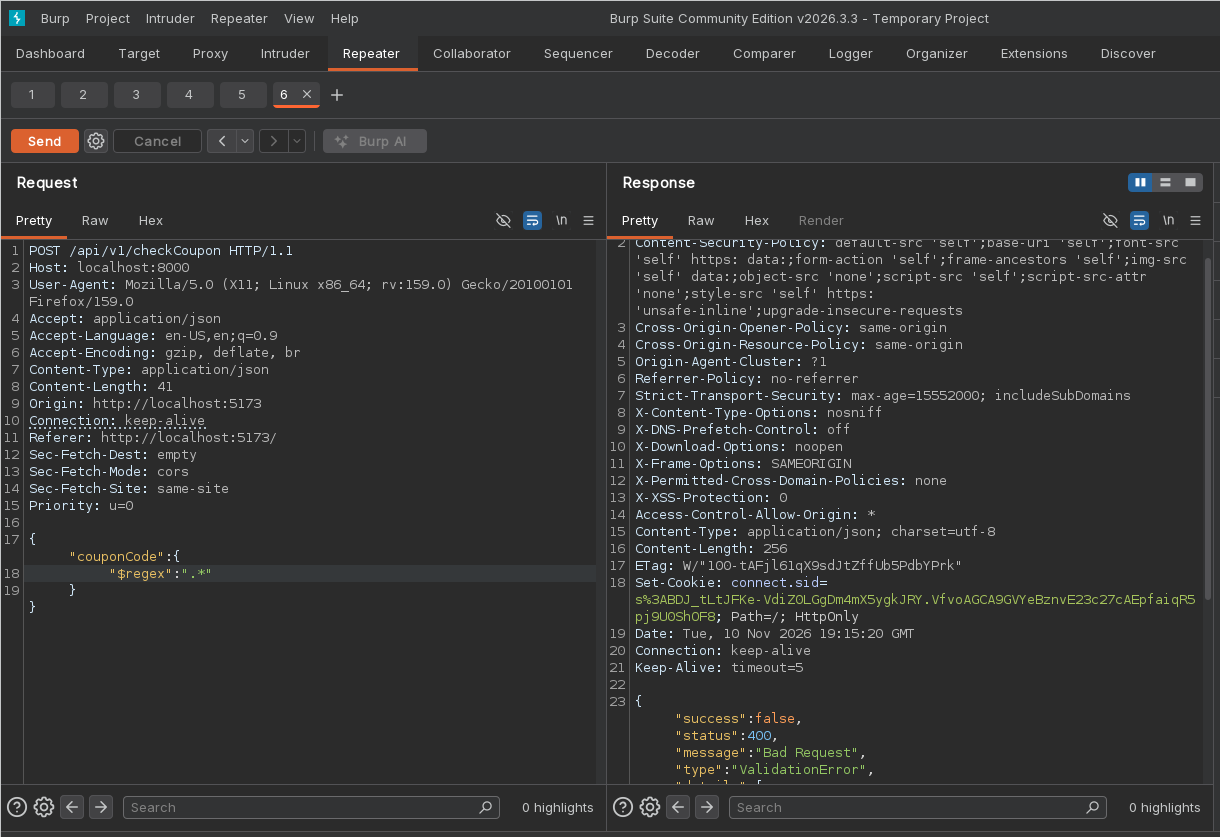 Burp Project Intruder Repeater View Help Burp Suite Community Edition v2026.3.3 - Temporary Project
Dashboard Target Proxy Intruder Repeater Collaborator Sequencer Decoder Comparer Logger Organizer Extensions Discover
1 2 3 4 5 6 × +
Send Cancel Burp AI
Request
Pretty Raw Hex \n
1 POST /api/v1/checkCoupon HTTP/1.1
2 Host: localhost:8000
3 User-Agent: Mozilla/5.0 (X11; Linux x86_64; rv:159.0) Gecko/20100101
Firefox/159.0
4 Accept: application/json
5 Accept-Language: en-US,en;q=0.9
6 Accept-Encoding: gzip, deflate, br
7 Content-Type: application/json
8 Content-Length: 41
9 Origin: http://localhost:5173
10 Connection: keep-alive
11 Referer: http://localhost:5173/
12 Sec-Fetch-Dest: empty
13 Sec-Fetch-Mode: cors
14 Sec-Fetch-Site: same-site
15 Priority: u=0
16
17 {
"couponCode":{
18 "$regex":".*"
19 }
}
Search 0 highlights
Response
Pretty Raw Hex Render \n
2 Content-Security-Policy: default-src 'self';base-uri 'self';font-src
'self' https: data:;form-action 'self';frame-ancestors 'self';img-src
'self' data:;object-src 'none';script-src 'self';script-src-attr
'none';style-src 'self' https:
'unsafe-inline';upgrade-insecure-requests
3 Cross-Origin-Opener-Policy: same-origin
4 Cross-Origin-Resource-Policy: same-origin
5 Origin-Agent-Cluster: ?1
6 Referrer-Policy: no-referrer
7 Strict-Transport-Security: max-age=15552000; includeSubDomains
8 X-Content-Type-Options: nosniff
9 X-DNS-Prefetch-Control: off
10 X-Download-Options: noopen
11 X-Frame-Options: SAMEORIGIN
12 X-Permitted-Cross-Domain-Policies: none
13 X-XSS-Protection: 0
14 Access-Control-Allow-Origin: *
15 Content-Type: application/json; charset=utf-8
16 Content-Length: 256
17 ETag: W/"100-tAFjl61qX9sdJtZffUb5PdbYPrk"
18 Set-Cookie: connect.sid=
s%3ABDJ_tLtJFKe-VdiZ0LGgDm4mX5ygkJRY.VfvoAGCA9GVYeBznvE23c27cAEpfaiqR5
pj9U0ShOF8; Path=/; HttpOnly
19 Date: Tue, 10 Nov 2026 19:15:20 GMT
20 Connection: keep-alive
21 Keep-Alive: timeout=5
22
23 {
"success":false,
"status":400,
"message":"Bad Request",
"type":"ValidationError",
Search 0 highlights